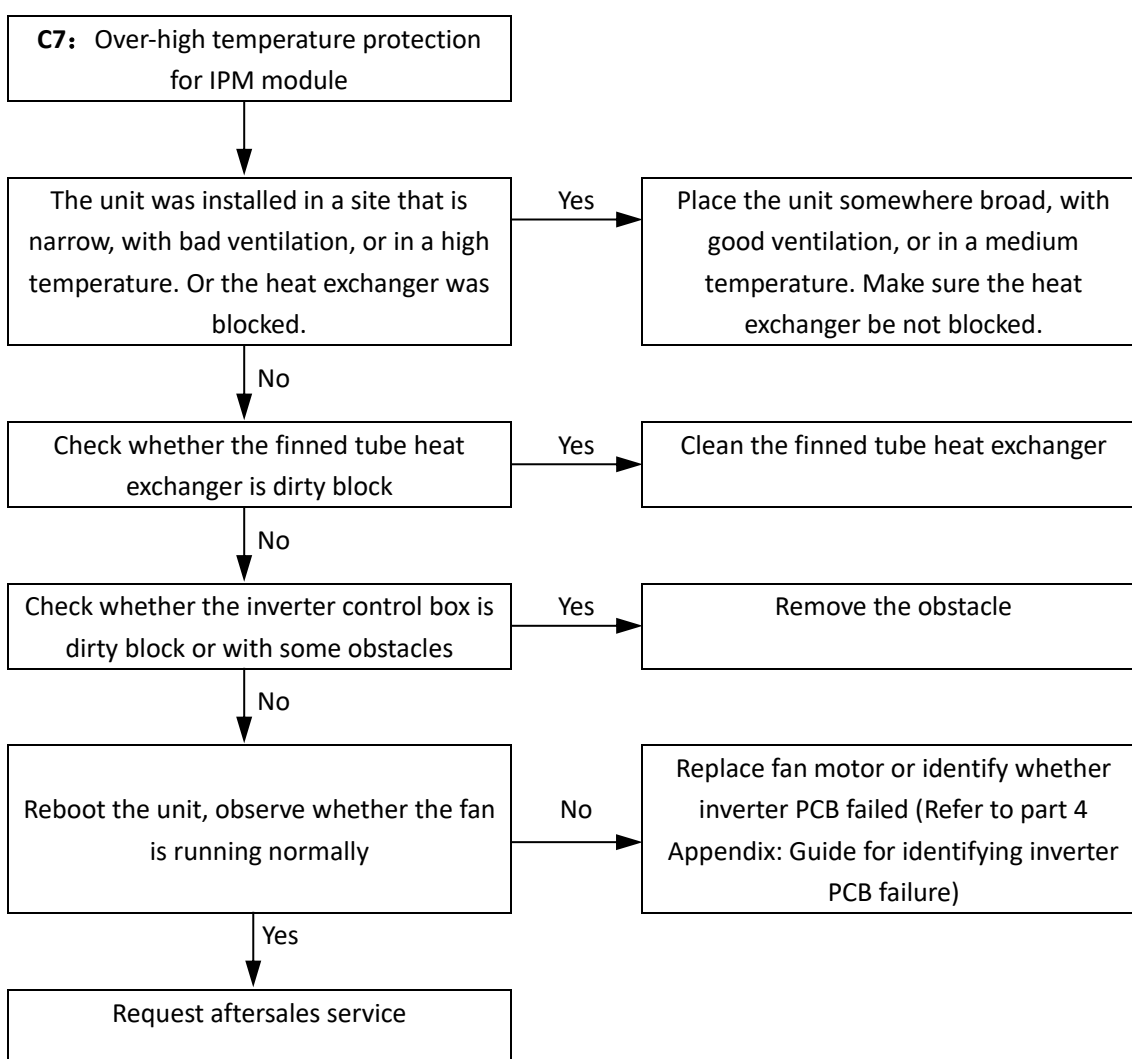 C7： Over-high temperature protection
for IPM module
The unit was installed in a site that is
narrow, with bad ventilation, or in a high
temperature. Or the heat exchanger was
blocked.
Yes
Place the unit somewhere broad, with
good ventilation, or in a medium
temperature. Make sure the heat
exchanger be not blocked.
No
Check whether the finned tube heat
exchanger is dirty block
Yes
Clean the finned tube heat exchanger
No
Check whether the inverter control box is
dirty block or with some obstacles
Yes
Remove the obstacle
No
Reboot the unit, observe whether the fan
is running normally
No
Replace fan motor or identify whether
inverter PCB failed (Refer to part 4
Appendix: Guide for identifying inverter
PCB failure)
Yes
Request aftersales service